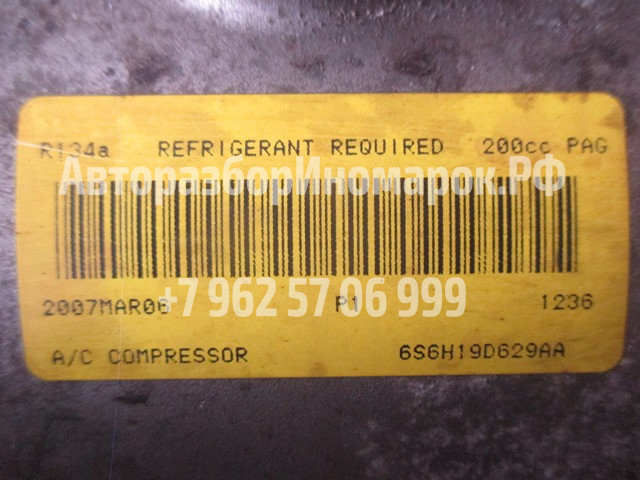 R134a REFRIGERANT REQUIRED 200cc PAG
АвторазборИномарок.РФ
2007MAR06 P1 1236
+7 962 57 06 999
A/C COMPRESSOR 6S6H19D629AA